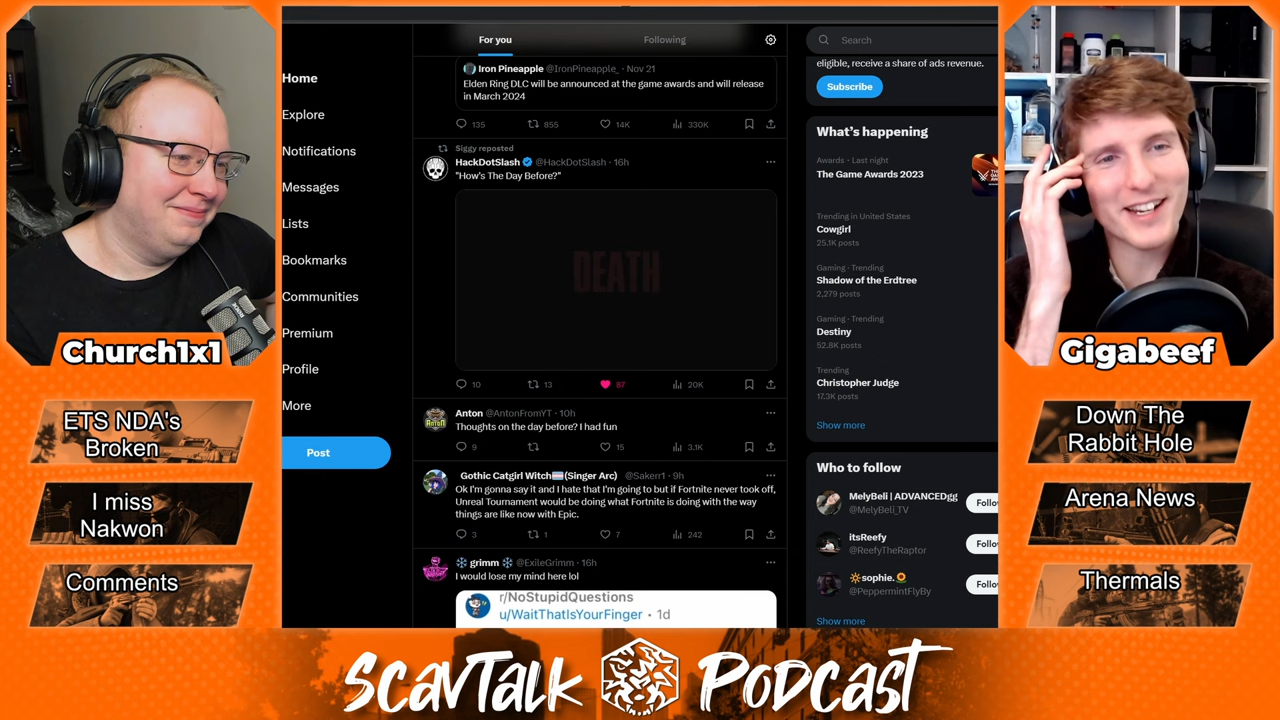 Church1x1
ETS NDA's
Broken
I miss
Nakwon
Comments
Home
Explore
Notifications
Messages
Lists
Bookmarks
Communities
Premium
Profile
More
Post
For you
Following
Iron Pineapple @IronPineapple_ · Nov 21
Elden Ring DLC will be announced at the game awards and will release
in March 2024
135 855 14K 330K
Siggy reposted
HackDotSlash @HackDotSlash · 16h
"How's The Day Before?"
DEATH
10 13 87 20K
Anton @AntonFromYT · 10h
Thoughts on the day before? I had fun
9 15 3.1K
Gothic Catgirl Witch (Singer Arc) @Sakerr1 · 9h
Ok I'm gonna say it and I hate that I'm going to but if Fortnite never took off,
Unreal Tournament would be doing what Fortnite is doing with the way
things are like now with Epic.
3 1 7 242
grimm @ExileGrimm · 16h
I would lose my mind here lol
r/NoStupidQuestions
u/WaitThatIsYourFinger · 1d
Search
eligible, receive a share of ads revenue.
Subscribe
What's happening
Awards · Last night
The Game Awards 2023
Trending in United States
Cowgirl
25.1K posts
Gaming · Trending
Shadow of the Erdtree
2,279 posts
Gaming · Trending
Destiny
52.8K posts
Trending
Christopher Judge
17.3K posts
Show more
Who to follow
MelyBeli | ADVANCEDgg
@MelyBeli_TV
Follo
itsReefy
@ReefyTheRaptor
Follo
sophie.
@PeppermintFlyBy
Follo
Show more
Gigabeef
Down The
Rabbit Hole
Arena News
Thermals
ScavTalk Podcast